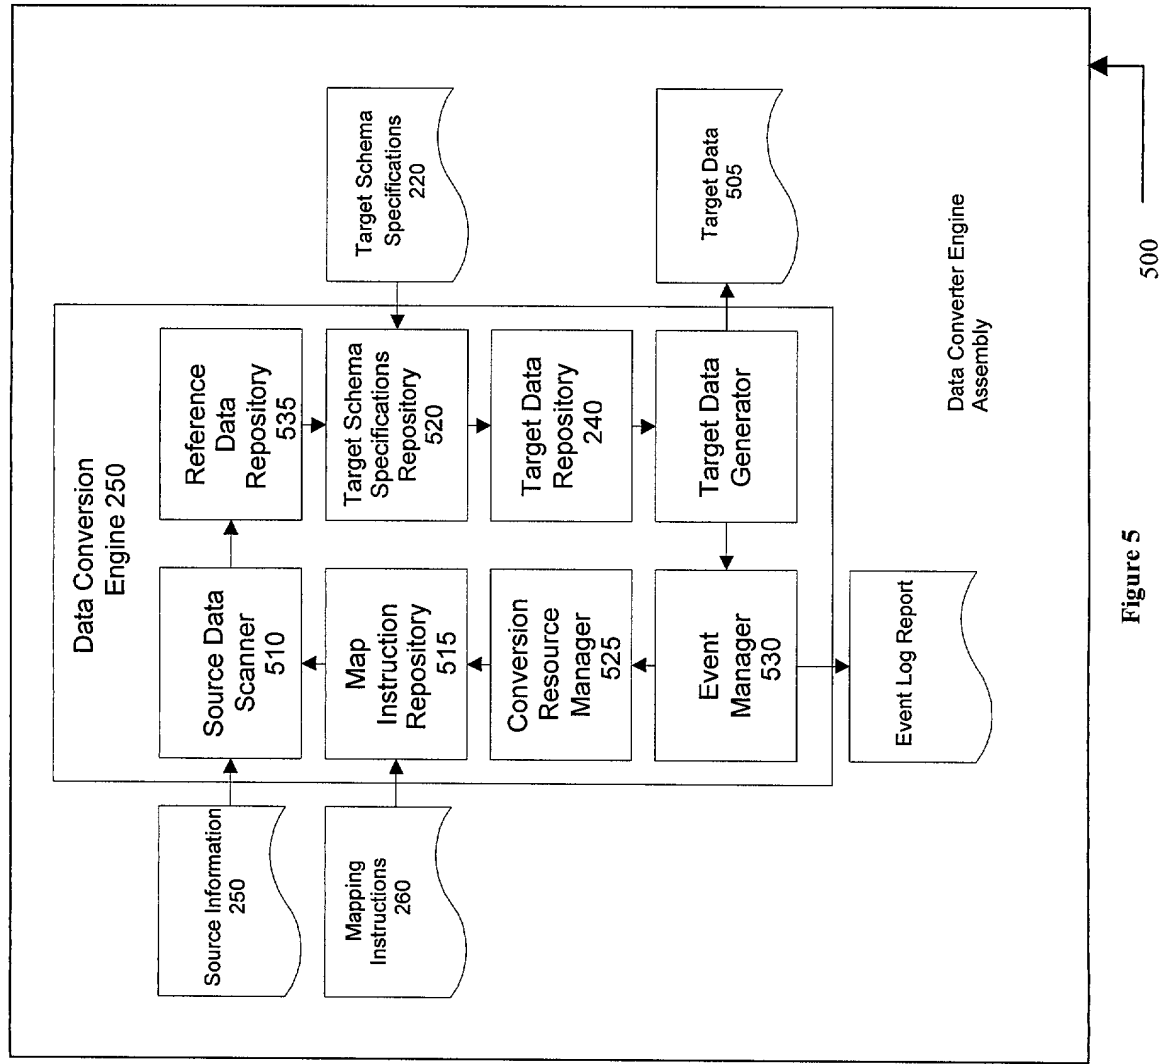 Data Conversion
Engine 250
Source Information
250
Source Data
Scanner
510
Reference
Data
Repository
535
Mapping
Instructions
260
Map
Instruction
Repository
515
Target Schema
Specifications
Repository
520
Target Schema
Specifications
220
Conversion
Resource
Manager
525
Target Data
Repository
240
Event
Manager
530
Target Data
Generator
Target Data
505
Event Log Report
Data Converter Engine
Assembly
500
Figure 5